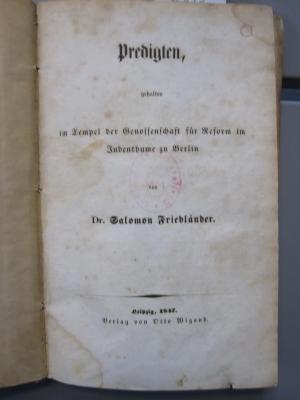 Predigten,
gehalten
im Tempel der Genossenschaft für Reform im
Judenthume zu Berlin
von
Dr. Salomon Friedländer.
Leipzig, 1847.
Verlag von Otto Wigand.